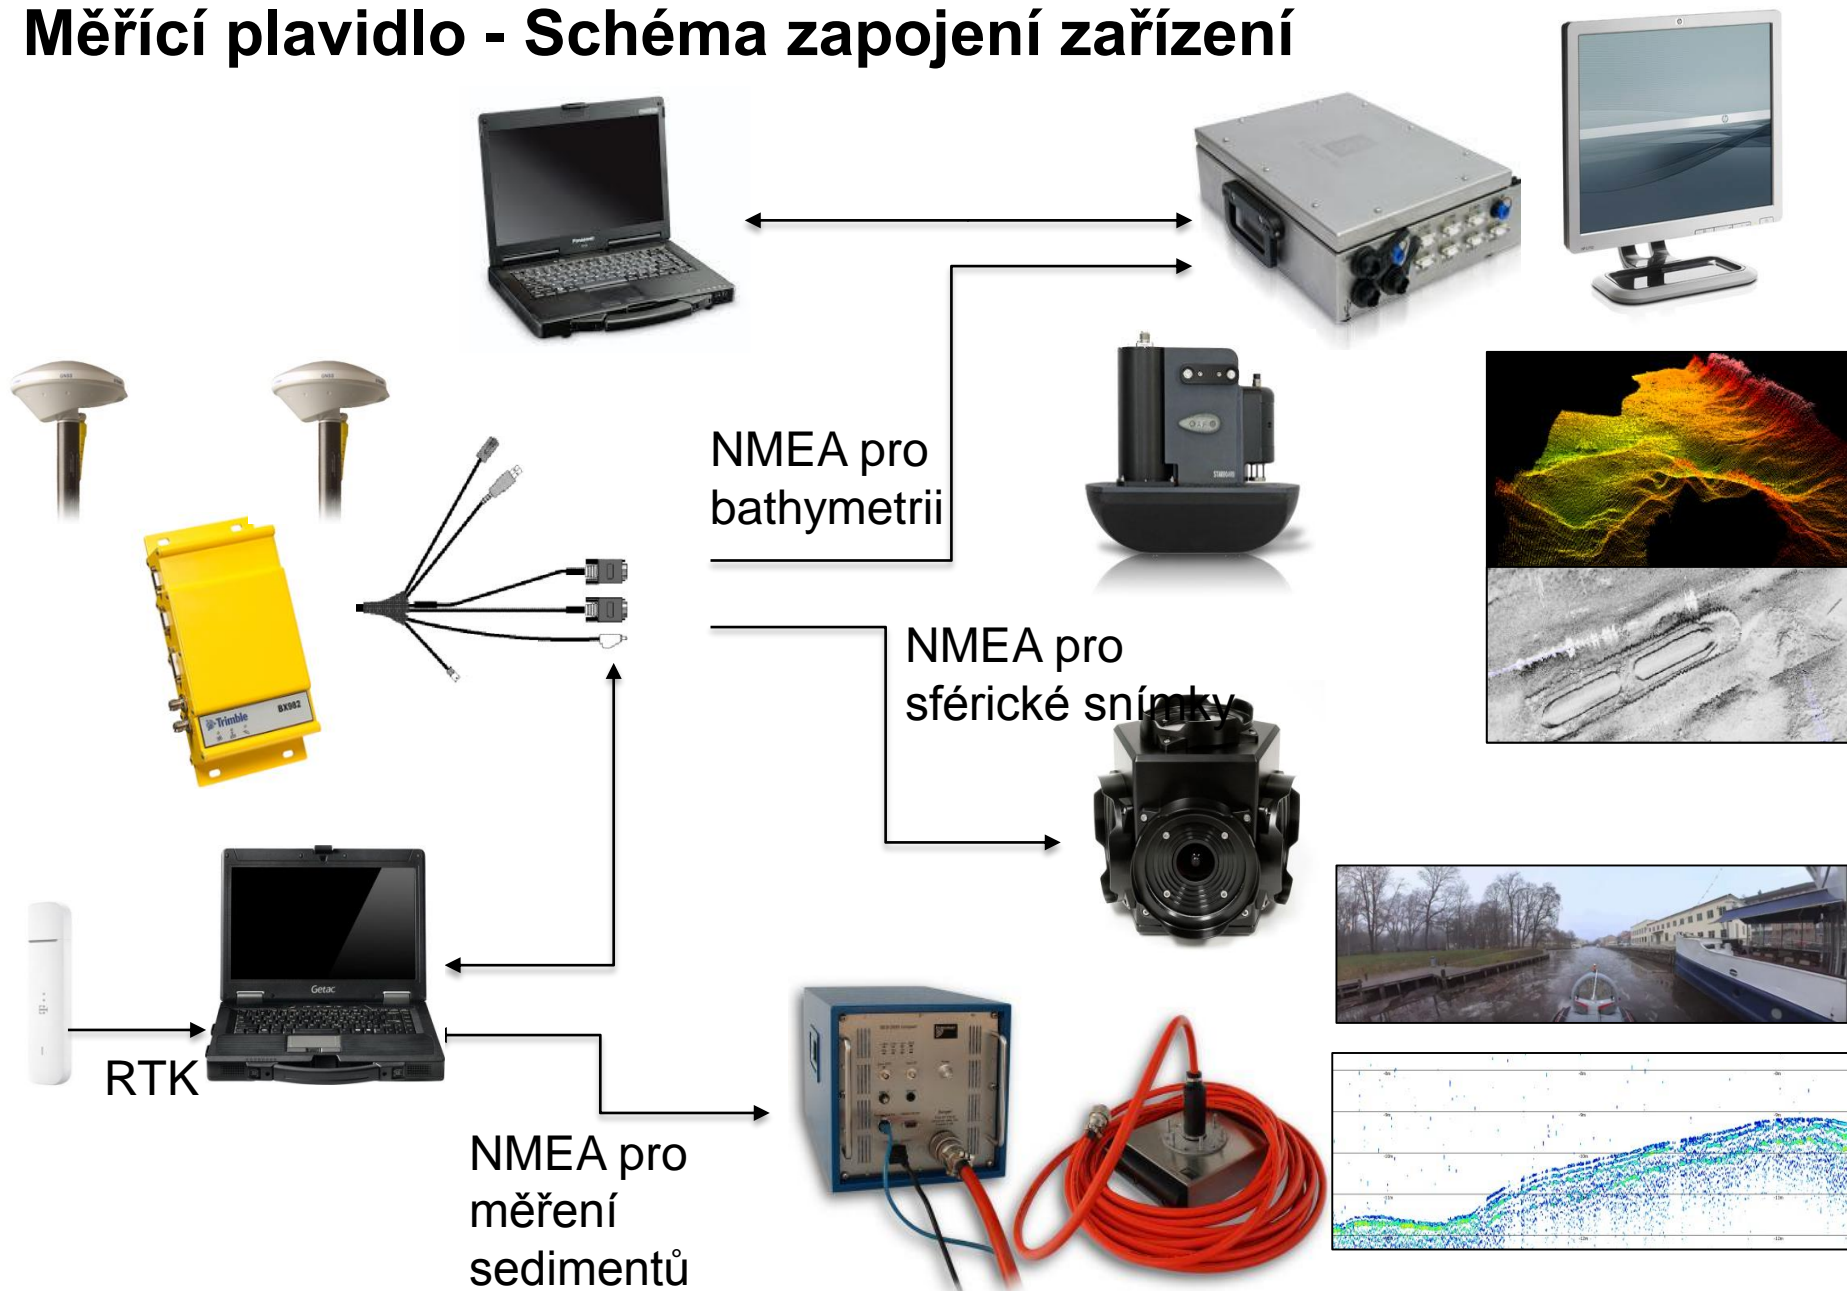 Měřící plavidlo - Schéma zapojení zařízení
Panasonic
NMEA pro
bathymetrii
NMEA pro
sférické snímky
Trimble
BX982
Getac
RTK
NMEA pro
měření
sedimentů